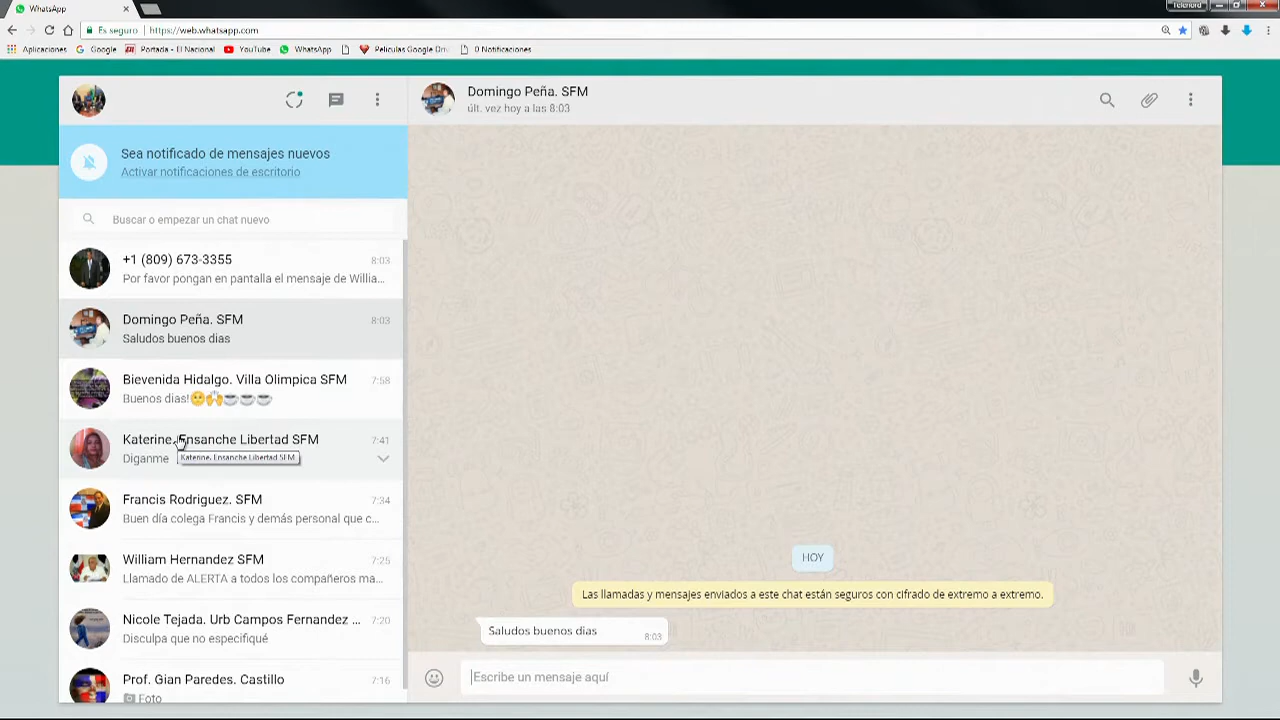 WhatsApp
Telenord
Es seguro | https://web.whatsapp.com
Aplicaciones Google Portada - El Nacional YouTube WhatsApp Peliculas Google Dri 0 Notificaciones
Domingo Peña. SFM
últ. vez hoy a las 8:03
Sea notificado de mensajes nuevos
Activar notificaciones de escritorio
Buscar o empezar un chat nuevo
+1 (809) 673-3355 8:03
Por favor pongan en pantalla el mensaje de Willia...
Domingo Peña. SFM 8:03
Saludos buenos dias
Bievenida Hidalgo. Villa Olimpica SFM 7:58
Buenos dias!
Katerine. Ensanche Libertad SFM 7:41
Diganme
Katerine. Ensanche Libertad SFM
Francis Rodriguez. SFM 7:34
Buen día colega Francis y demás personal que c...
William Hernandez SFM 7:25
Llamado de ALERTA a todos los compañeros ma...
Nicole Tejada. Urb Campos Fernandez ... 7:20
Disculpa que no especifiqué
Prof. Gian Paredes. Castillo 7:16
Foto
HOY
Las llamadas y mensajes enviados a este chat están seguros con cifrado de extremo a extremo.
Saludos buenos dias 8:03
Escribe un mensaje aquí